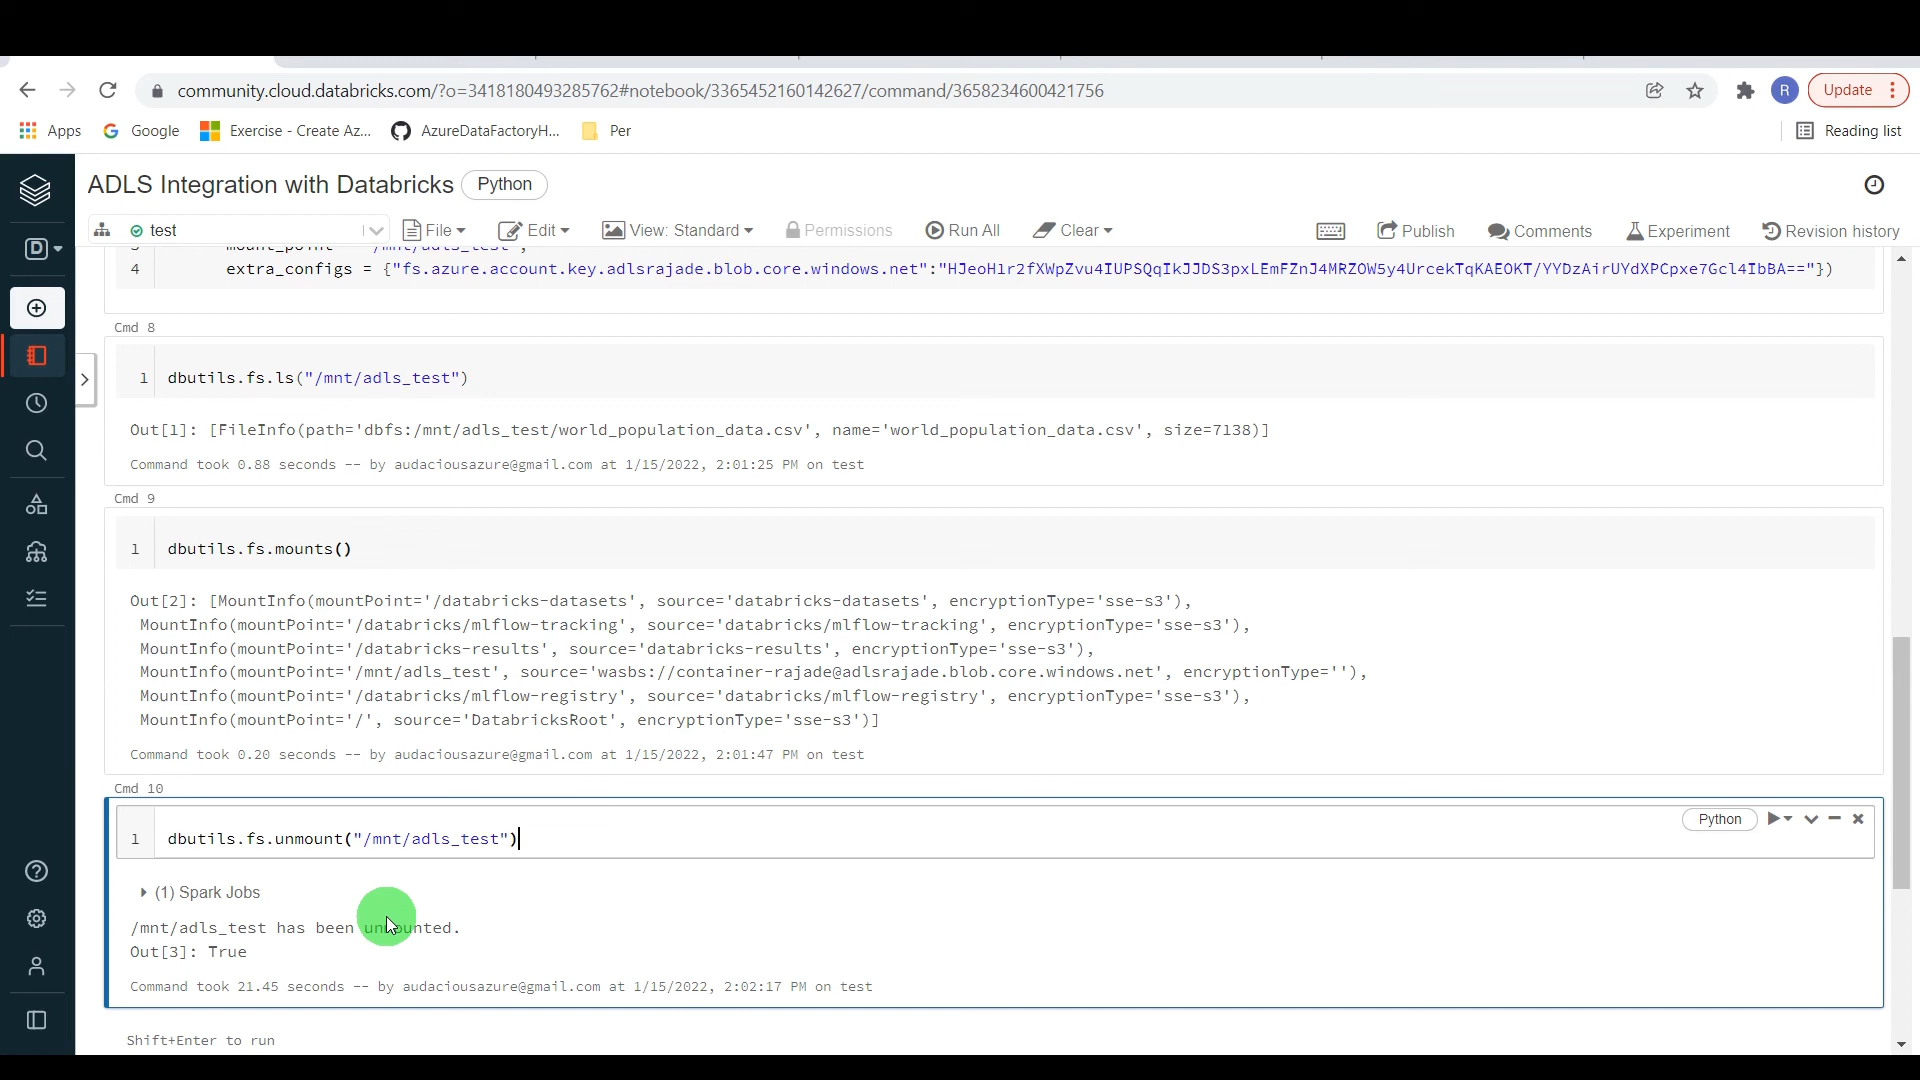 community.cloud.databricks.com/?o=3418180493285762#notebook/3365452160142627/command/3658234600421756
R
Update
Apps
Google
Exercise - Create Az...
AzureDataFactoryH...
Per
Reading list
ADLS Integration with Databricks
Python
test
File
Edit
View: Standard
Permissions
Run All
Clear
Publish
Comments
Experiment
Revision history
D
4 extra_configs = {"fs.azure.account.key.adlsrajade.blob.core.windows.net":"HJeoHlr2fXWpZvu4IUPSQqIkJJDS3pxLEmFZnJ4MRZOW5y4UrcekTqKAEOKT/YYDzAirUYdXPCpxe7Gcl4IbBA=="})
Cmd 8
1 dbutils.fs.ls("/mnt/adls_test")
Out[1]: [FileInfo(path='dbfs:/mnt/adls_test/world_population_data.csv', name='world_population_data.csv', size=7138)]
Command took 0.88 seconds -- by audaciousazure@gmail.com at 1/15/2022, 2:01:25 PM on test
Cmd 9
1 dbutils.fs.mounts()
Out[2]: [MountInfo(mountPoint='/databricks-datasets', source='databricks-datasets', encryptionType='sse-s3'),
MountInfo(mountPoint='/databricks/mlflow-tracking', source='databricks/mlflow-tracking', encryptionType='sse-s3'),
MountInfo(mountPoint='/databricks-results', source='databricks-results', encryptionType='sse-s3'),
MountInfo(mountPoint='/mnt/adls_test', source='wasbs://container-rajade@adlsrajade.blob.core.windows.net', encryptionType=''),
MountInfo(mountPoint='/databricks/mlflow-registry', source='databricks/mlflow-registry', encryptionType='sse-s3'),
MountInfo(mountPoint='/', source='DatabricksRoot', encryptionType='sse-s3')]
Command took 0.20 seconds -- by audaciousazure@gmail.com at 1/15/2022, 2:01:47 PM on test
Cmd 10
Python
1 dbutils.fs.unmount("/mnt/adls_test")
(1) Spark Jobs
/mnt/adls_test has been unmounted.
Out[3]: True
Command took 21.45 seconds -- by audaciousazure@gmail.com at 1/15/2022, 2:02:17 PM on test
Shift+Enter to run